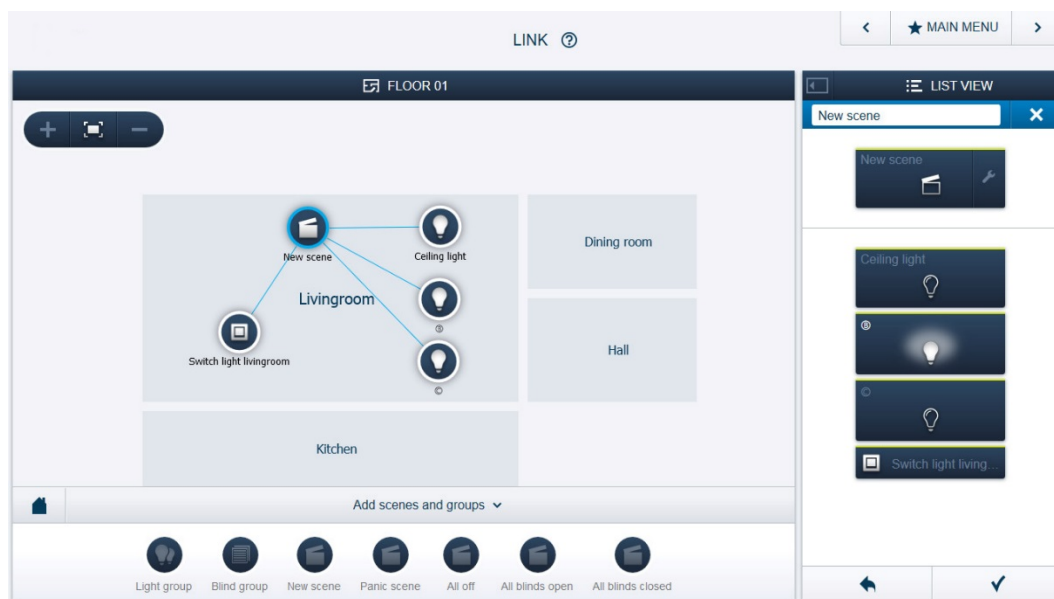 LINK ?
MAIN MENU
FLOOR 01
LIST VIEW
New scene
New scene
New scene
Ceiling light
Livingroom
Ⓑ
Switch light livingroom
©
Dining room
Hall
Kitchen
Ceiling light
Ⓑ
©
Switch light living...
Add scenes and groups
Light group
Blind group
New scene
Panic scene
All off
All blinds open
All blinds closed